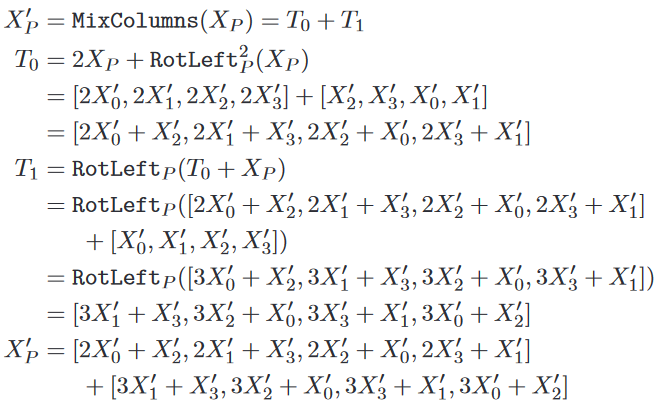 X′_P = MixColumns(X_P) = T_0 + T_1
T_0 = 2X_P + RotLeft²_P(X_P)
= [2X′_0, 2X′_1, 2X′_2, 2X′_3] + [X′_2, X′_3, X′_0, X′_1]
= [2X′_0 + X′_2, 2X′_1 + X′_3, 2X′_2 + X′_0, 2X′_3 + X′_1]
T_1 = RotLeft_P(T_0 + X_P)
= RotLeft_P([2X′_0 + X′_2, 2X′_1 + X′_3, 2X′_2 + X′_0, 2X′_3 + X′_1]
+ [X′_0, X′_1, X′_2, X′_3])
= RotLeft_P([3X′_0 + X′_2, 3X′_1 + X′_3, 3X′_2 + X′_0, 3X′_3 + X′_1])
= [3X′_1 + X′_3, 3X′_2 + X′_0, 3X′_3 + X′_1, 3X′_0 + X′_2]
X′_P = [2X′_0 + X′_2, 2X′_1 + X′_3, 2X′_2 + X′_0, 2X′_3 + X′_1]
+ [3X′_1 + X′_3, 3X′_2 + X′_0, 3X′_3 + X′_1, 3X′_0 + X′_2]